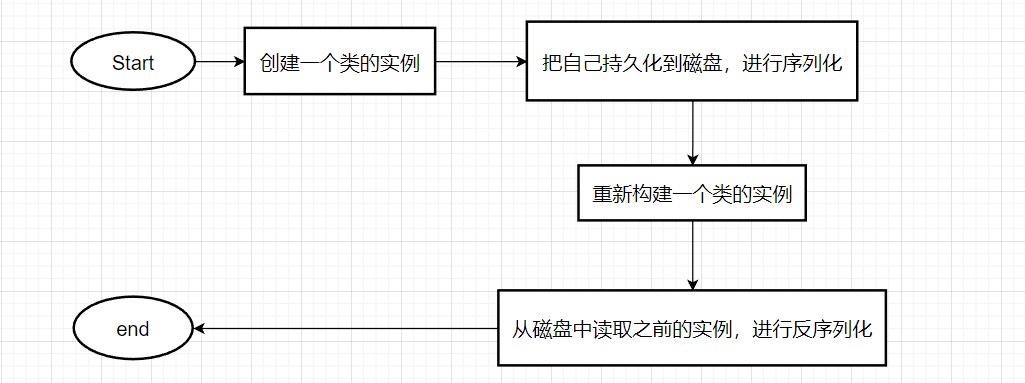 Start
创建一个类的实例
把自己持久化到磁盘，进行序列化
重新构建一个类的实例
从磁盘中读取之前的实例，进行反序列化
end